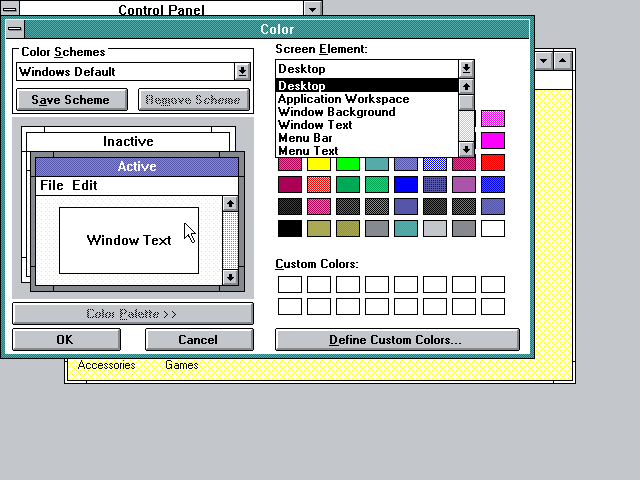 Control Panel
Color
Color Schemes
Windows Default
Save Scheme
Remove Scheme
Inactive
Active
File Edit
Window Text
Color Palette >>
OK
Cancel
Screen Element:
Desktop
Desktop
Application Workspace
Window Background
Window Text
Menu Bar
Menu Text
Custom Colors:
Define Custom Colors...
Accessories
Games